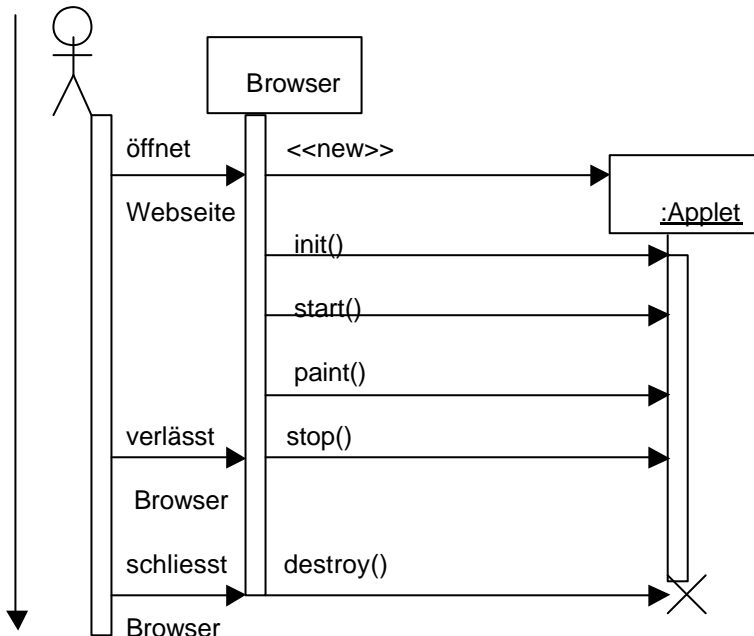 Browser
öffnet
<<new>>
Webseite
:Applet
init()
start()
paint()
verlässt
stop()
Browser
schliesst
destroy()
Browser